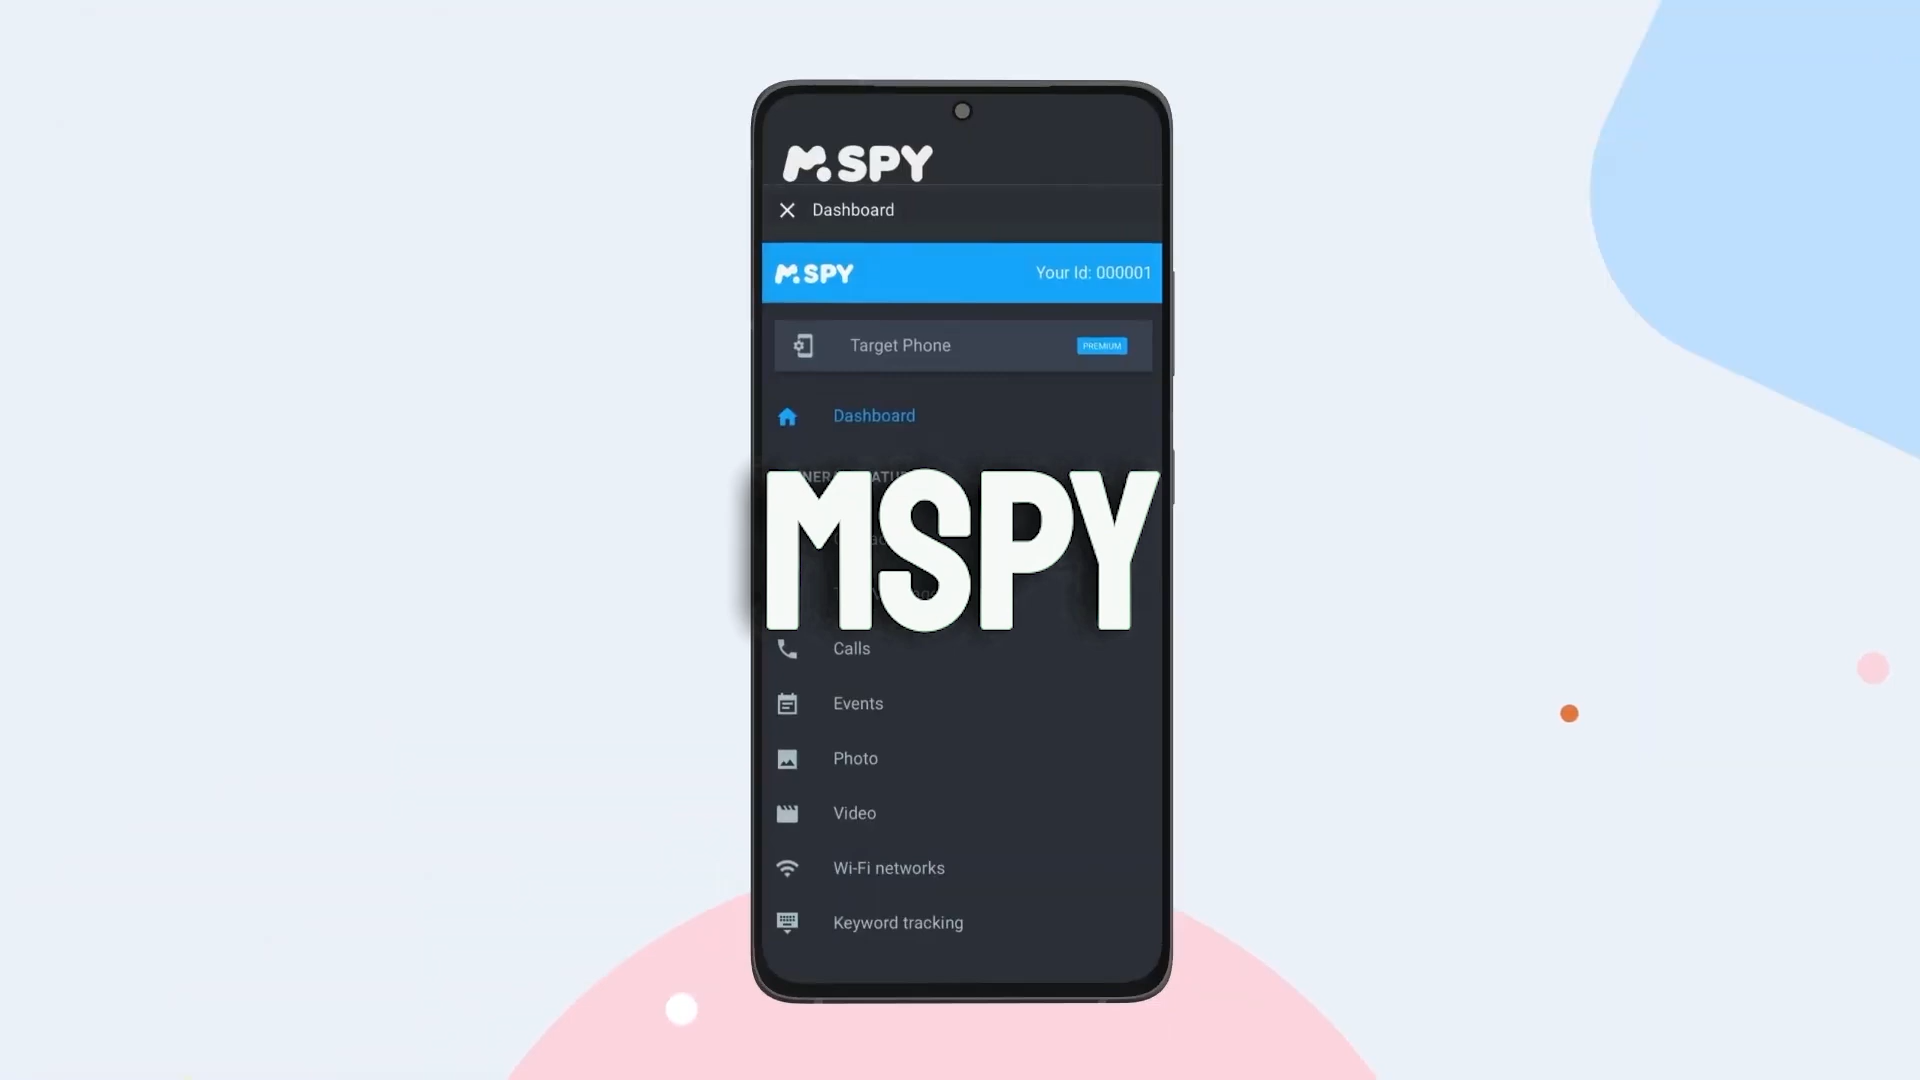 M.SPY
Dashboard
M.SPY Your Id: 000001
Target Phone PREMIUM
Dashboard
MSPY
Calls
Events
Photo
Video
Wi-Fi networks
Keyword tracking